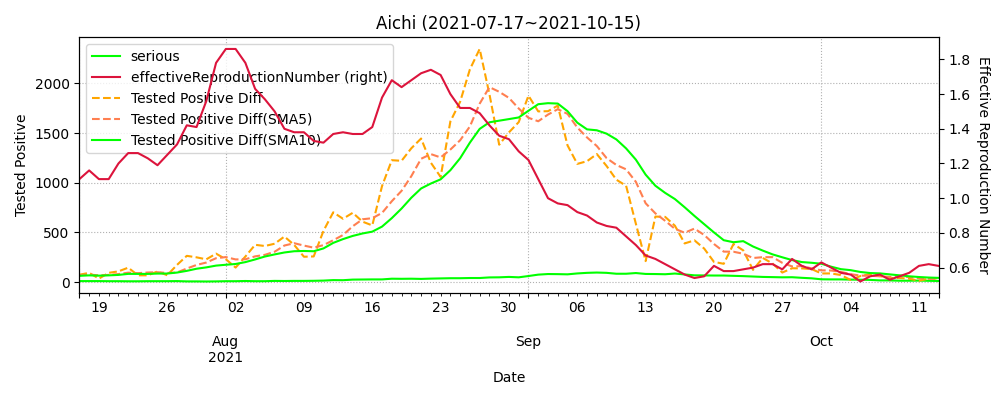 Aichi (2021-07-17~2021-10-15)
serious
effectiveReproductionNumber (right)
Tested Positive Diff
Tested Positive Diff(SMA5)
Tested Positive Diff(SMA10)
Tested Positive
2000
1500
1000
500
0
Effective Reproduction Number
1.8
1.6
1.4
1.2
1.0
0.8
0.6
19 26 02 09 16 23 30 06 13 20 27 04 11
Aug Sep Oct
2021
Date